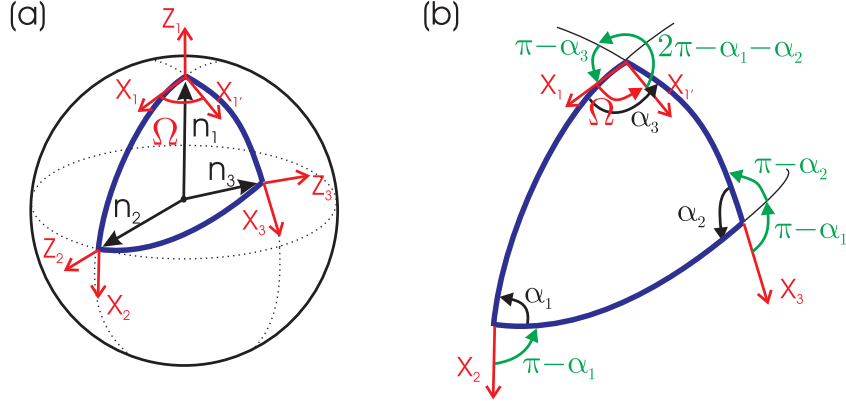 (a)
Z₁
X₁
X₁′
Ω
n₁
n₃
Z₃
n₂
X₃
Z₂
X₂
(b)
π−α₃
2π−α₁−α₂
X₁
X₁′
Ω
α₃
π−α₂
α₂
π−α₁
α₁
X₃
X₂
π−α₁